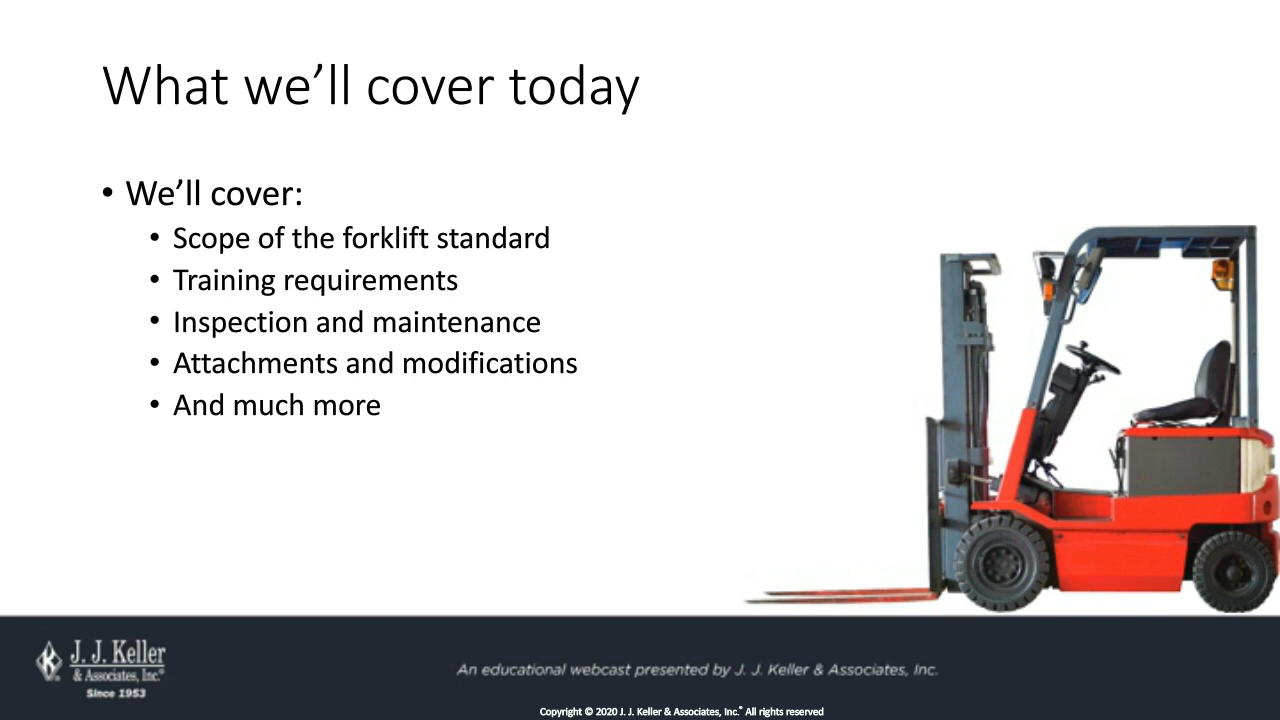 What we’ll cover today
• We’ll cover:
• Scope of the forklift standard
• Training requirements
• Inspection and maintenance
• Attachments and modifications
• And much more
J. J. Keller
& Associates, Inc.®
Since 1953
An educational webcast presented by J. J. Keller & Associates, Inc.
Copyright © 2020 J. J. Keller & Associates, Inc.® All rights reserved